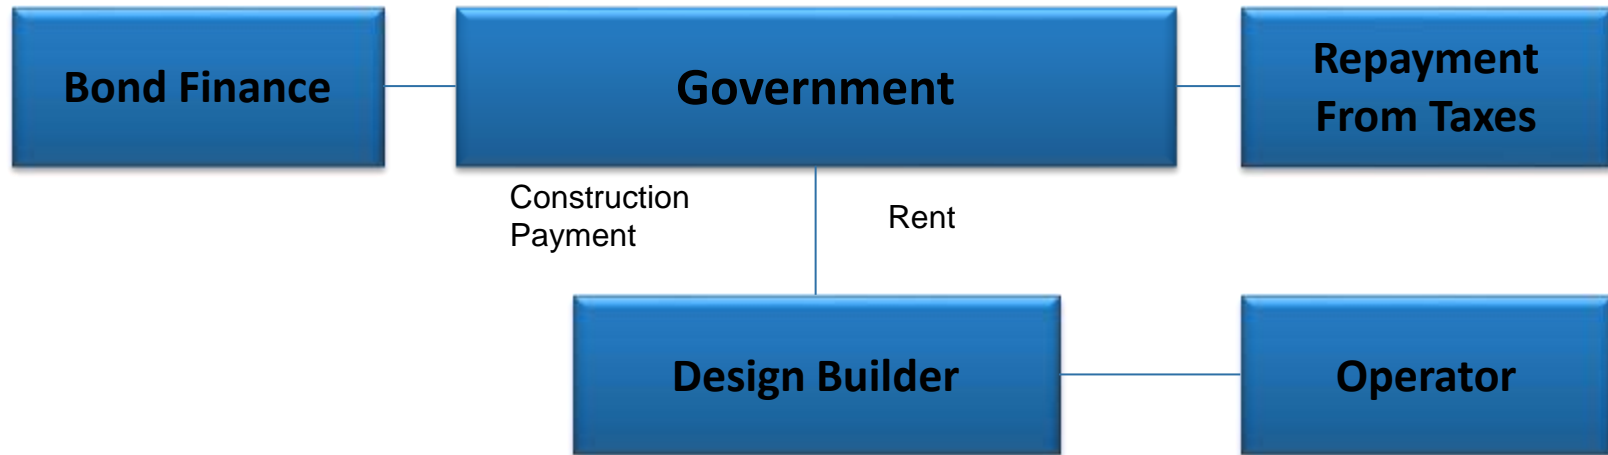 Bond Finance
Government
Repayment
From Taxes
Construction
Payment
Rent
Design Builder
Operator